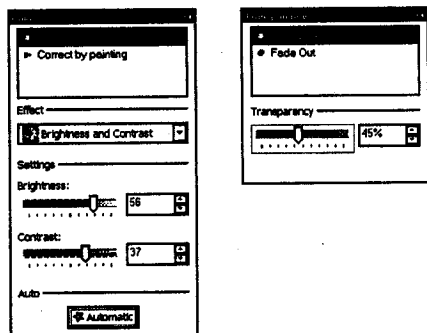 Correct by painting
Effect
Brightness and Contrast
Settings
Brightness:
56
Contrast:
37
Auto
Automatic
Fade Out
Transparency
45%